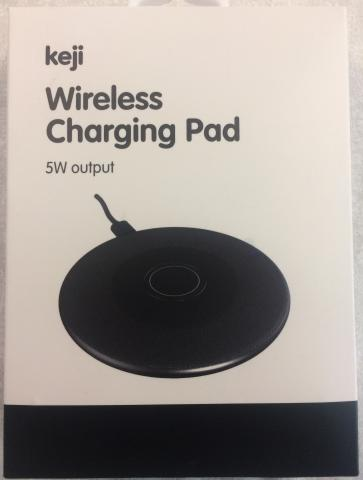 keji
Wireless
Charging Pad
5W output